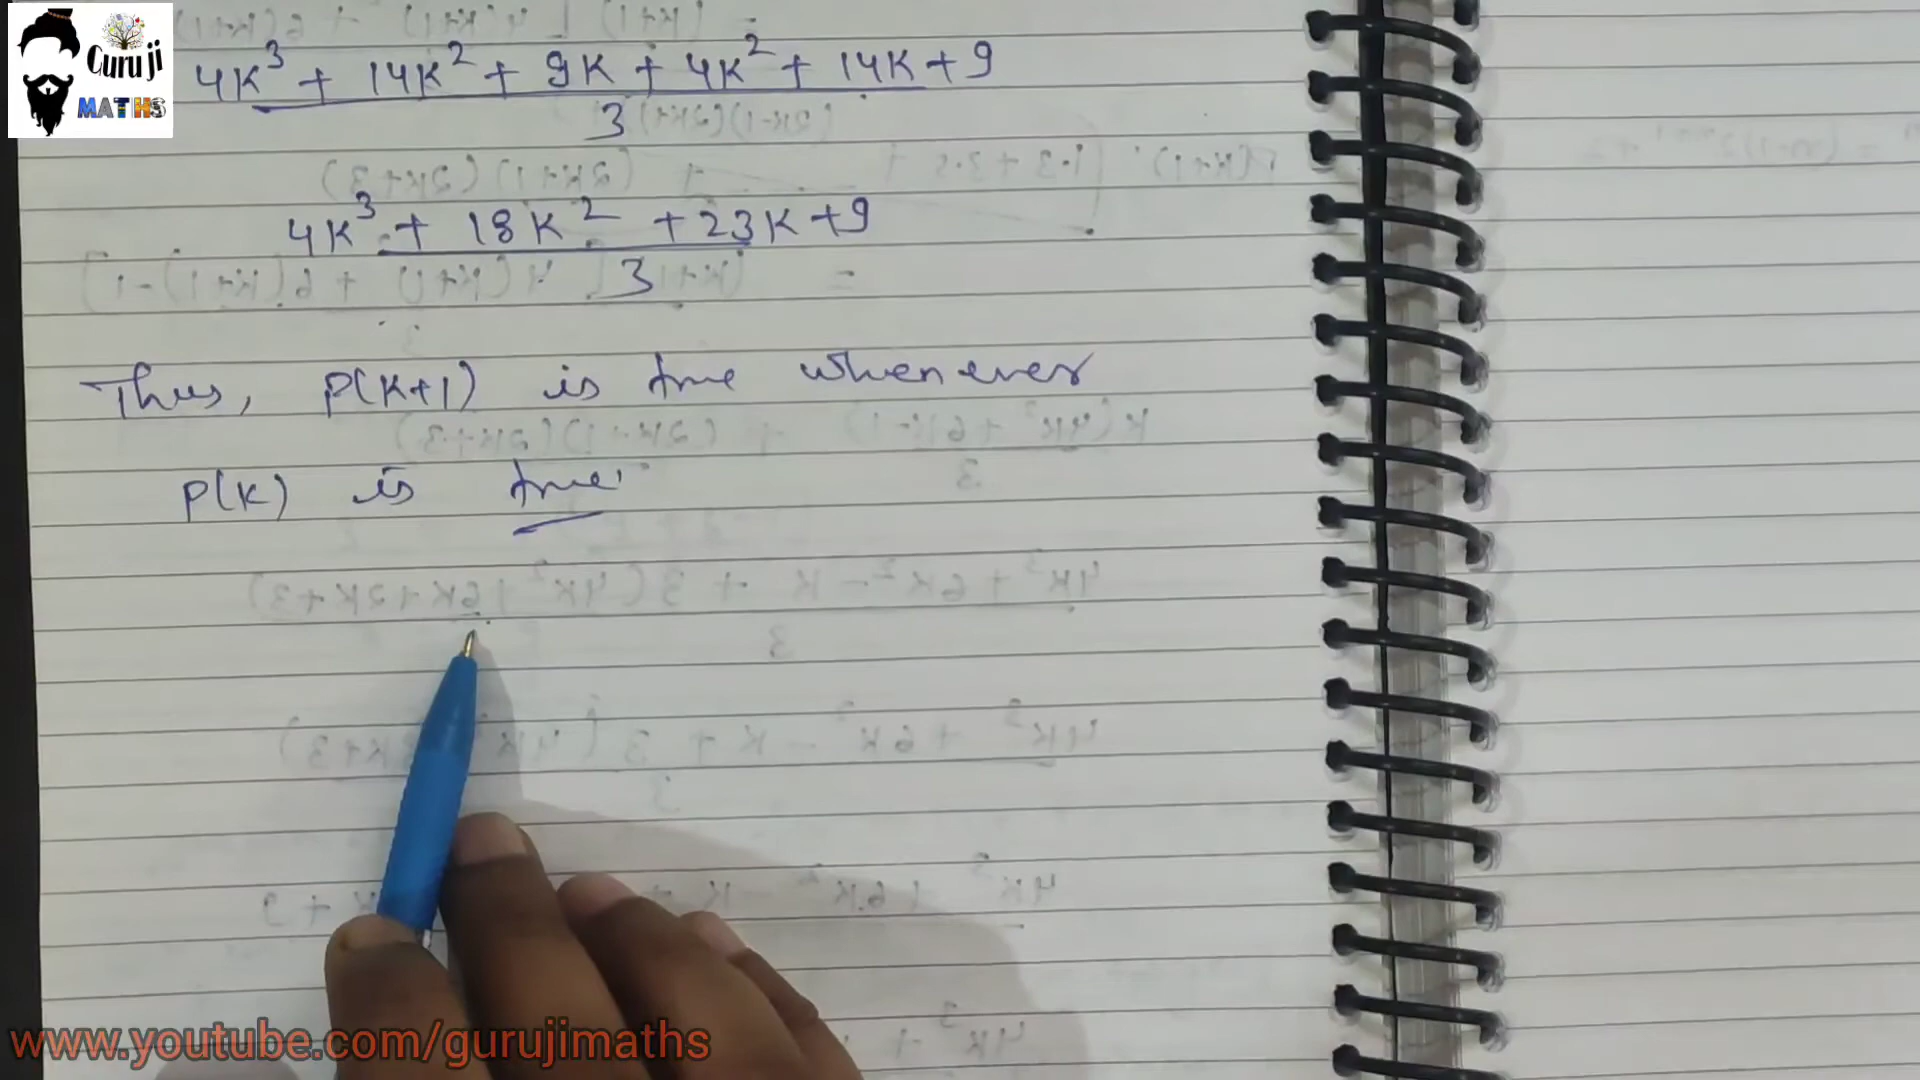 Guru ji
MATHS
4K³ + 14K² + 9K + 4K² + 14K + 9
3
4K³ + 18K² + 23K + 9
3
Thus, P(K+1) is true whenever
P(K) is true.
www.youtube.com/gurujimaths